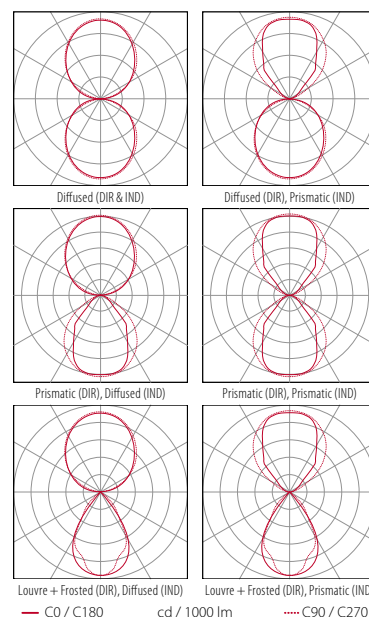 Diffused (DIR & IND)
Diffused (DIR), Prismatic (IND)
Prismatic (DIR), Diffused (IND)
Prismatic (DIR), Prismatic (IND)
Louvre + Frosted (DIR), Diffused (IND)
Louvre + Frosted (DIR), Prismatic (IND
C0 / C180 cd / 1000 lm C90 / C270